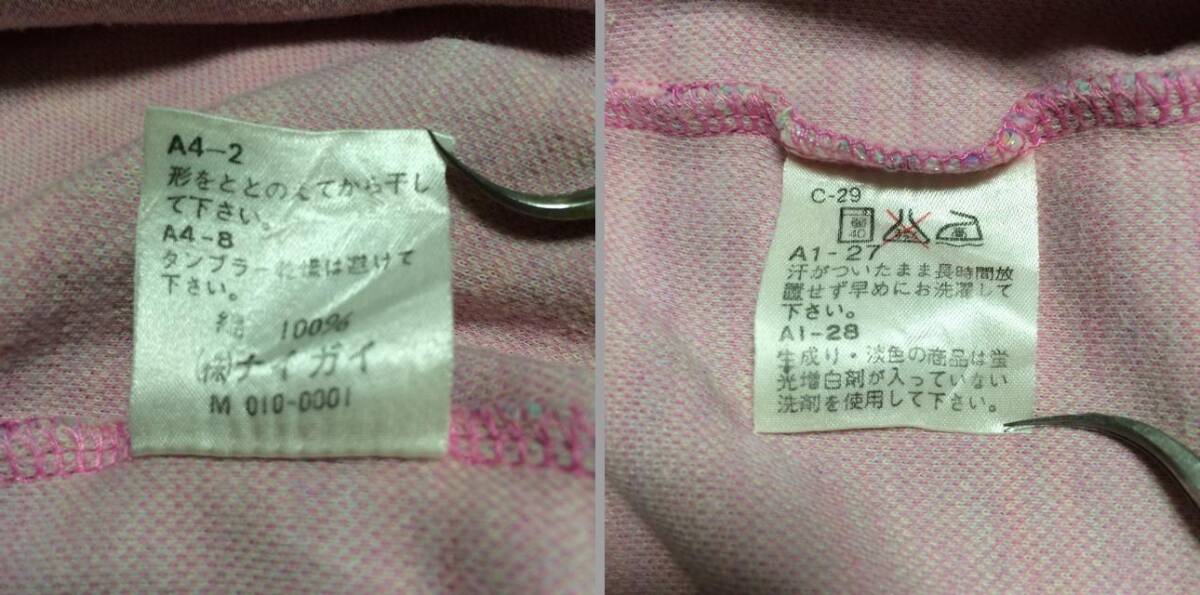 A4-2
形をととのえてから干し
て下さい。
A4-8
タンブラー乾燥は避けて
下さい。
綿 100%
(株)ナイガイ
M 010-0001
C-29
40
A1-27
汗がついたまま長時間放
置せず早めにお洗濯して
下さい。
A1-28
生成り・淡色の商品は蛍
光増白剤が入っていない
洗剤を使用して下さい。